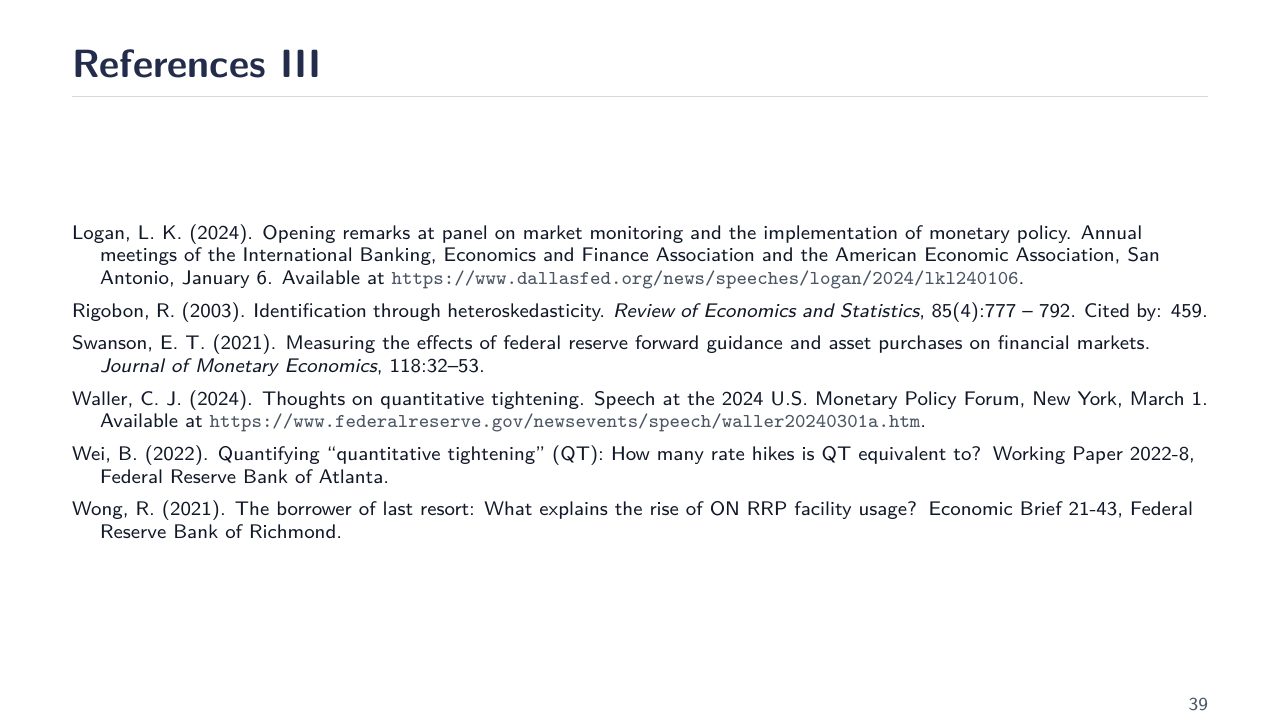 References III
Logan, L. K. (2024). Opening remarks at panel on market monitoring and the implementation of monetary policy. Annual
meetings of the International Banking, Economics and Finance Association and the American Economic Association, San
Antonio, January 6. Available at https://www.dallasfed.org/news/speeches/logan/2024/lkl240106.
Rigobon, R. (2003). Identification through heteroskedasticity. Review of Economics and Statistics, 85(4):777 – 792. Cited by: 459.
Swanson, E. T. (2021). Measuring the effects of federal reserve forward guidance and asset purchases on financial markets.
Journal of Monetary Economics, 118:32–53.
Waller, C. J. (2024). Thoughts on quantitative tightening. Speech at the 2024 U.S. Monetary Policy Forum, New York, March 1.
Available at https://www.federalreserve.gov/newsevents/speech/waller20240301a.htm.
Wei, B. (2022). Quantifying “quantitative tightening” (QT): How many rate hikes is QT equivalent to? Working Paper 2022-8,
Federal Reserve Bank of Atlanta.
Wong, R. (2021). The borrower of last resort: What explains the rise of ON RRP facility usage? Economic Brief 21-43, Federal
Reserve Bank of Richmond.
39